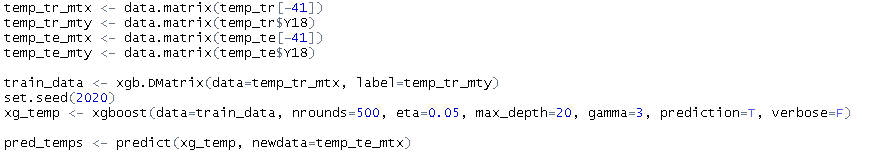 temp_tr_mtx <- data.matrix(temp_tr[-41])
temp_tr_mty <- data.matrix(temp_tr$Y18)
temp_te_mtx <- data.matrix(temp_te[-41])
temp_te_mty <- data.matrix(temp_te$Y18)
train_data <- xgb.DMatrix(data=temp_tr_mtx, label=temp_tr_mty)
set.seed(2020)
xg_temp <- xgboost(data=train_data, nrounds=500, eta=0.05, max_depth=20, gamma=3, prediction=T, verbose=F)
pred_temps <- predict(xg_temp, newdata=temp_te_mtx)